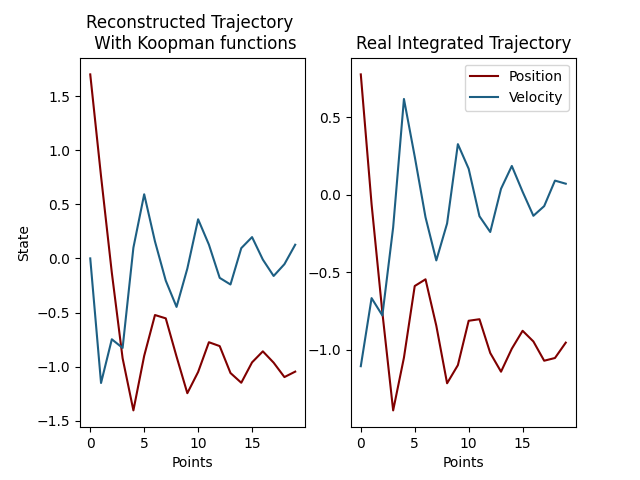 Reconstructed Trajectory
With Koopman functions
State
1.5
1.0
0.5
0.0
−0.5
−1.0
−1.5
0
5
10
15
Points
Real Integrated Trajectory
Position
Velocity
0.5
0.0
−0.5
−1.0
0
5
10
15
Points